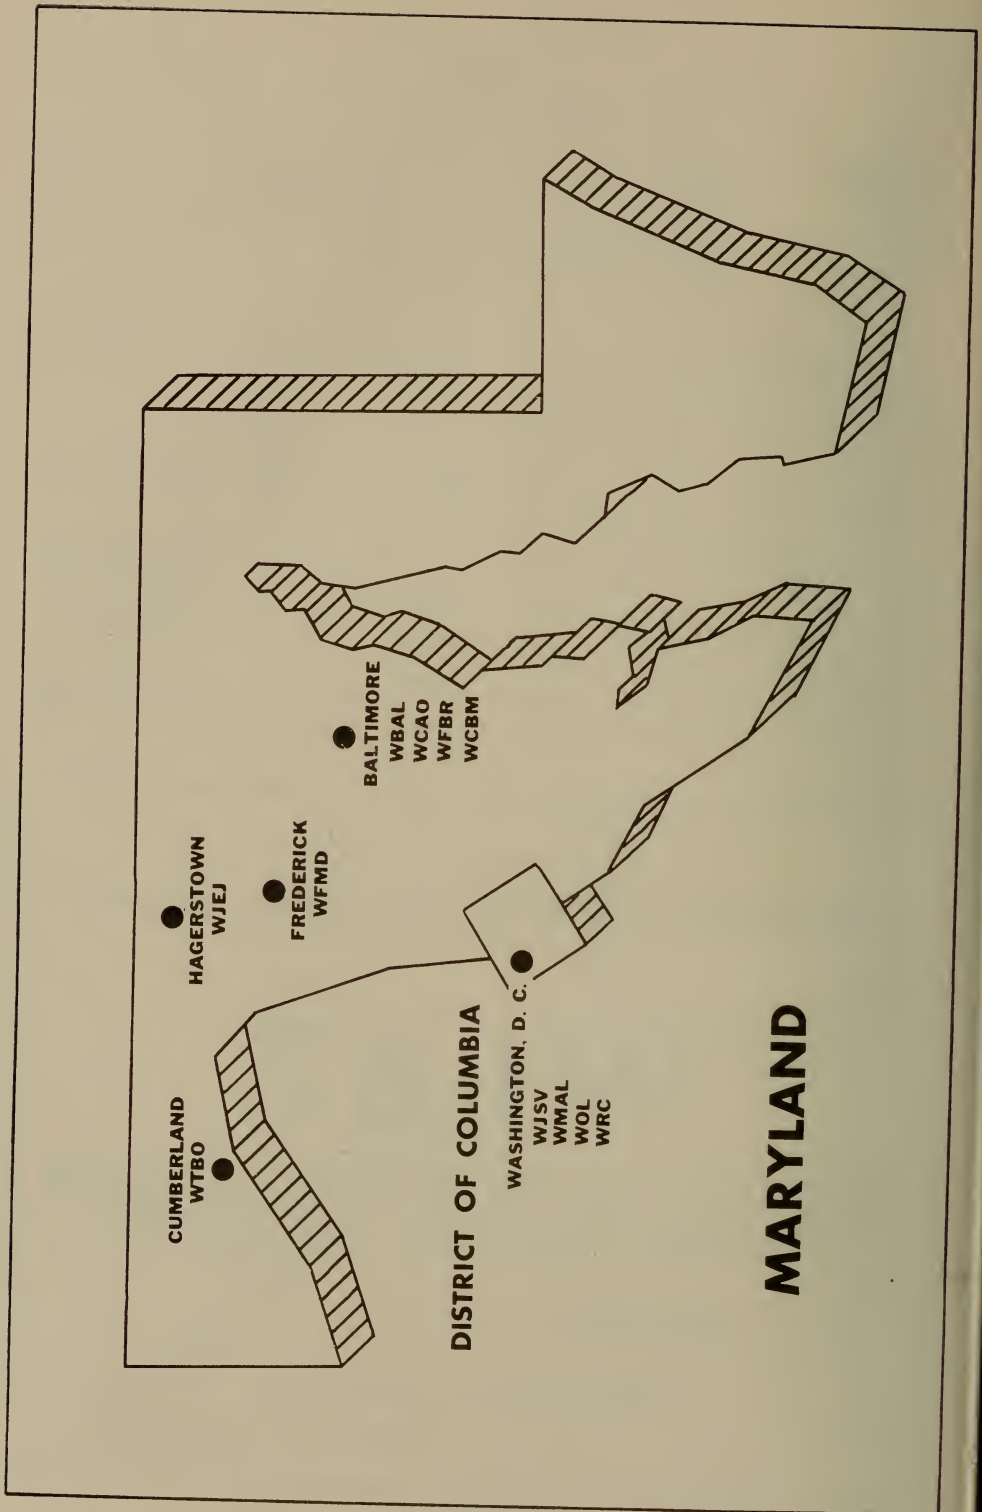 CUMBERLAND
WTBO
HAGERSTOWN
WJEJ
FREDERICK
WFMD
BALTIMORE
WBAL
WCAO
WFBR
WCBM
DISTRICT OF COLUMBIA
WASHINGTON, D. C.
WJSV
WMAL
WOL
WRC
MARYLAND